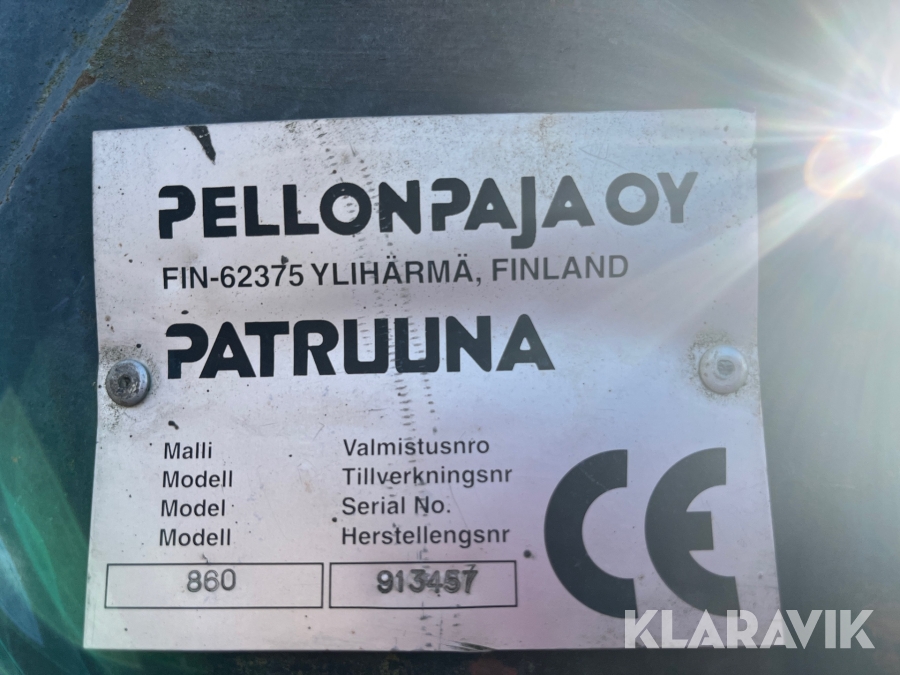 PELLONPAJA OY
FIN-62375 YLIHÄRMÄ, FINLAND
PATRUUNA
Malli
Modell
Model
Modell
860
Valmistusnro
Tillverkningsnr
Serial No.
Herstellengsnr
913457
CE
KLARAVIK